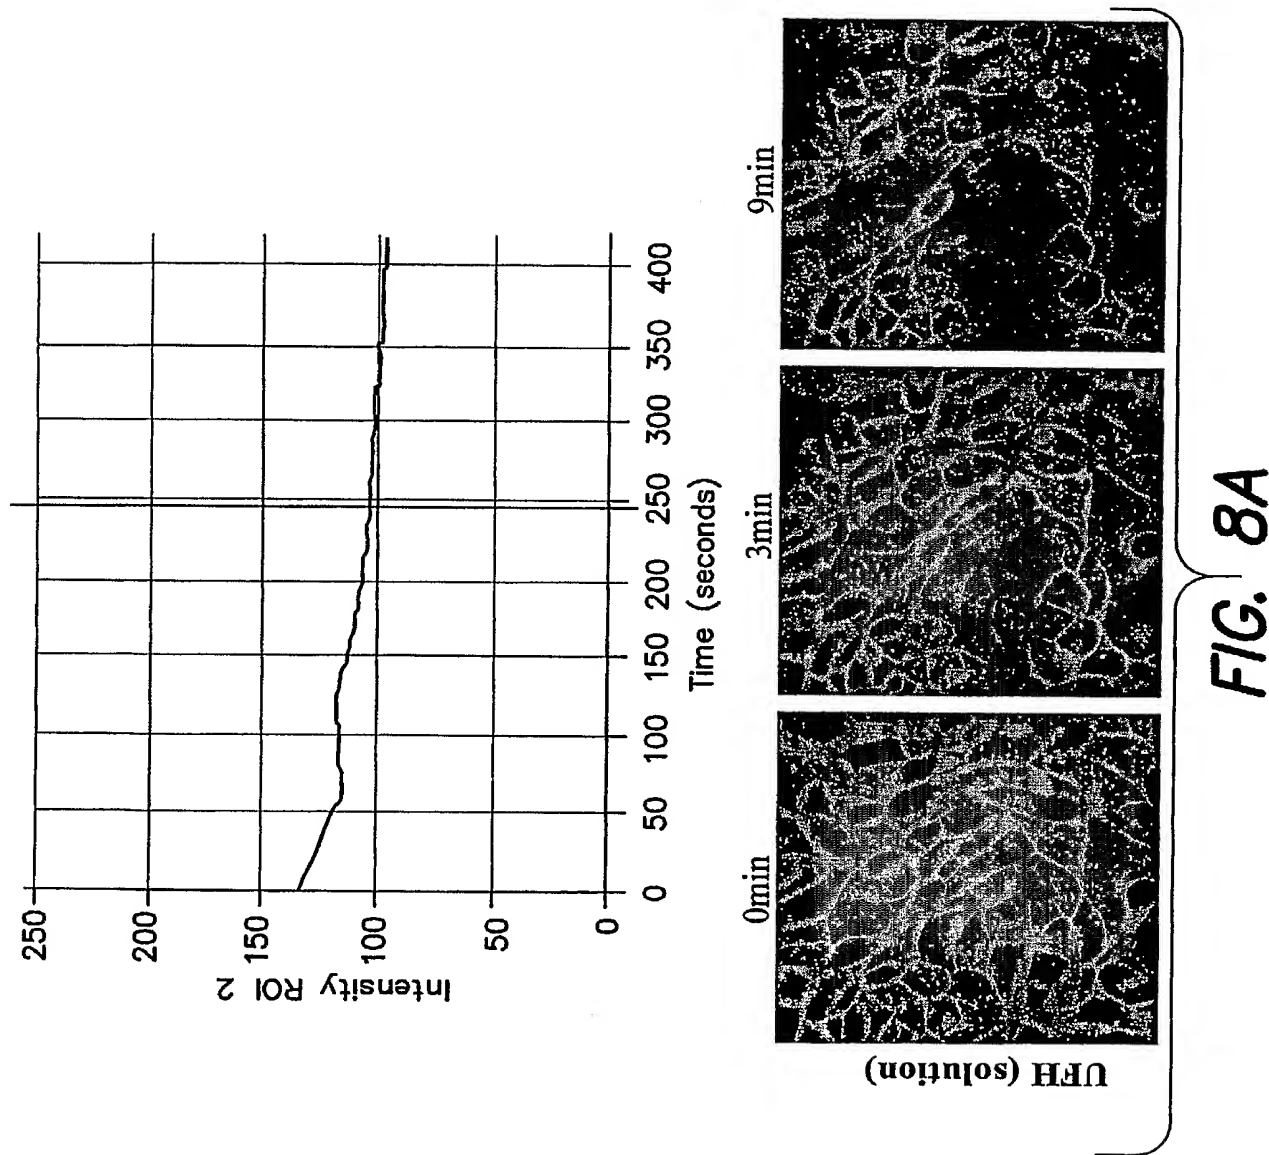 250
200
150
100
50
0
Intensity ROI 2
0 50 100 150 200 250 300 350 400
Time (seconds)
0min 3min 9min
UFH (solution)
FIG. 8A